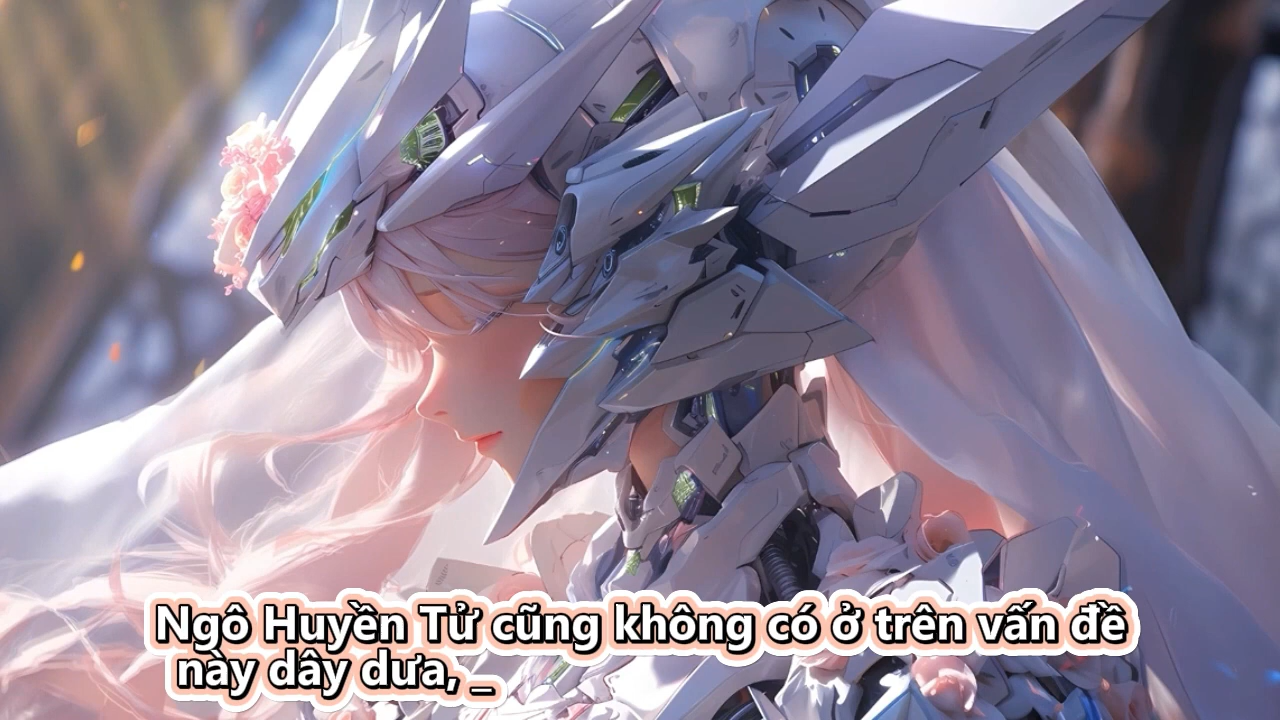 Ngô Huyền Tử cũng không có ở trên vấn đề
này dây dưa, _